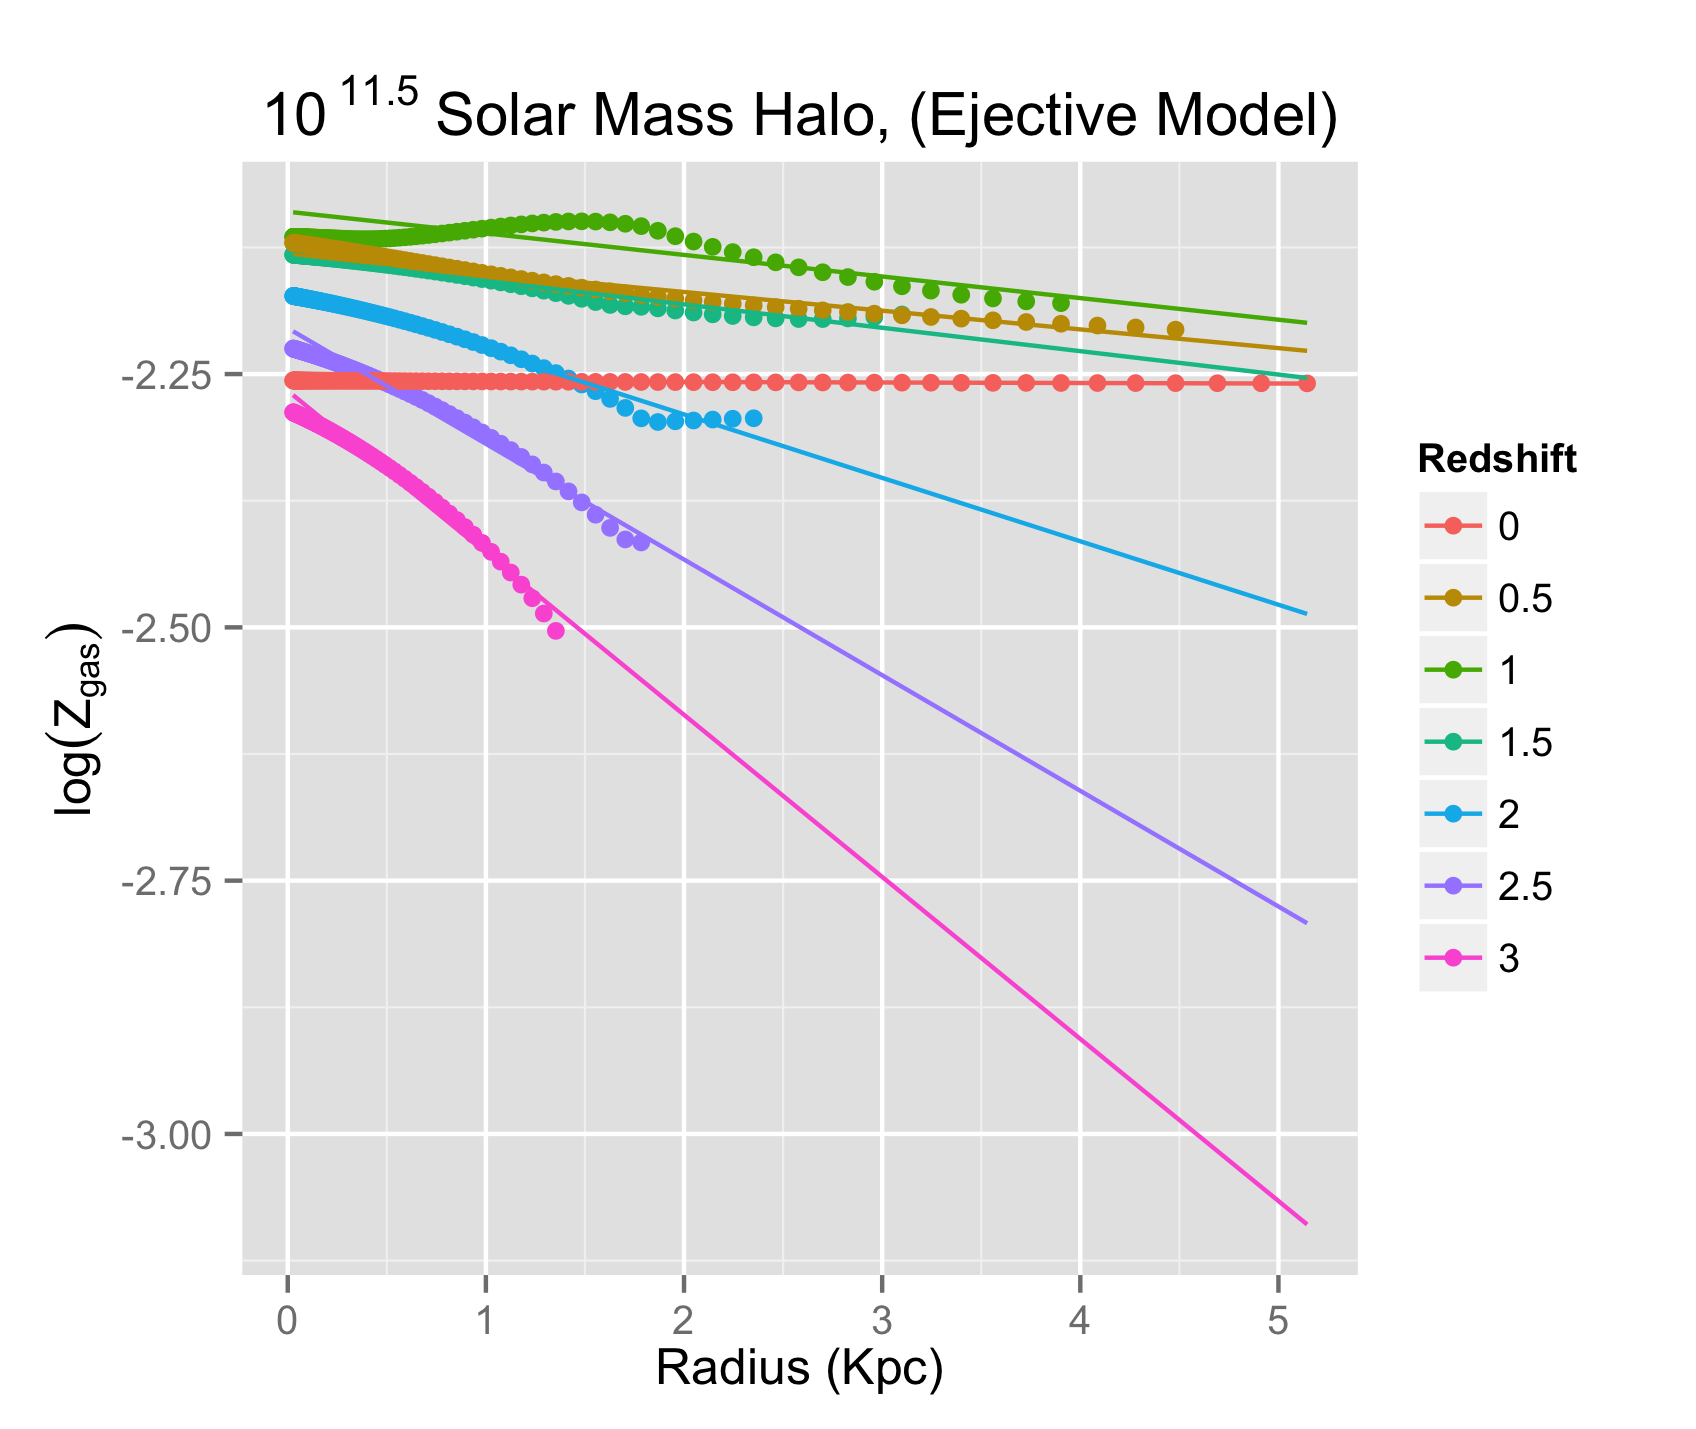 10^11.5 Solar Mass Halo, (Ejective Model)
-2.25
-2.50
-2.75
-3.00
log(Z_gas)
0 1 2 3 4 5
Radius (Kpc)
Redshift
0
0.5
1
1.5
2
2.5
3